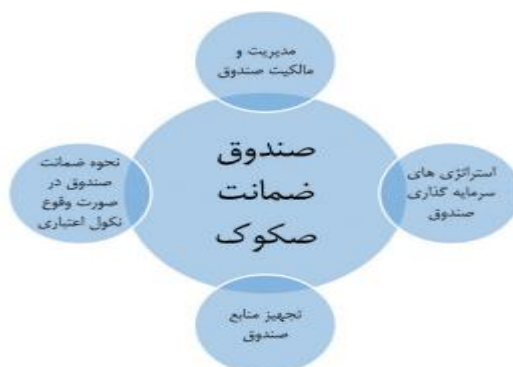 مدیریت و
مالکیت صندوق
صندوق
ضمانت
صکوک
استراتژی های
سرمایه گذاری
صندوق
نحوه ضمانت
صندوق در
صورت وقوع
نکول اعتباری
تجهیز منابع
صندوق